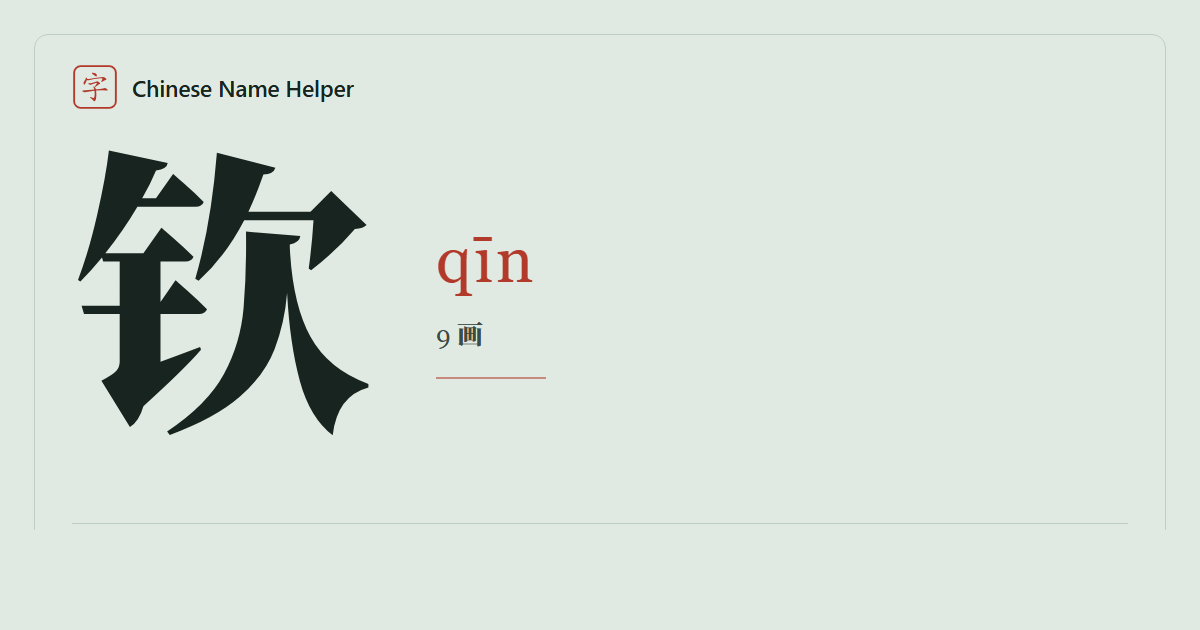 字 Chinese Name Helper
钦
qīn
9 画